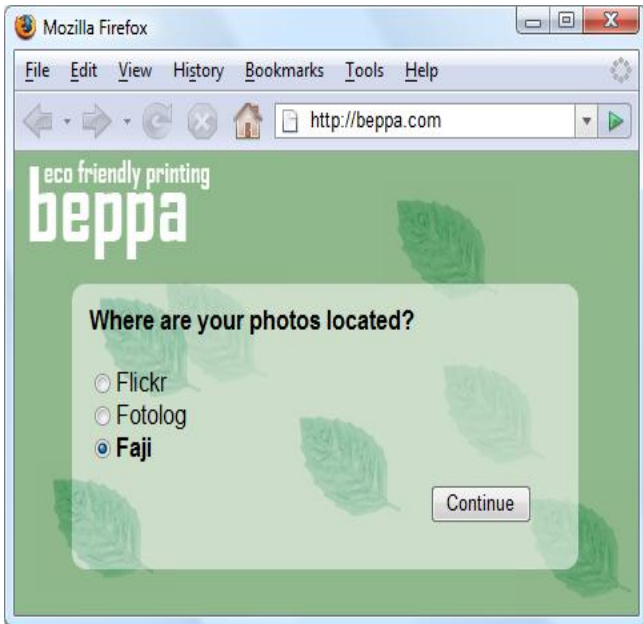 Mozilla Firefox
File Edit View History Bookmarks Tools Help
http://beppa.com
eco friendly printing
beppa
Where are your photos located?
Flickr
Fotolog
Faji
Continue